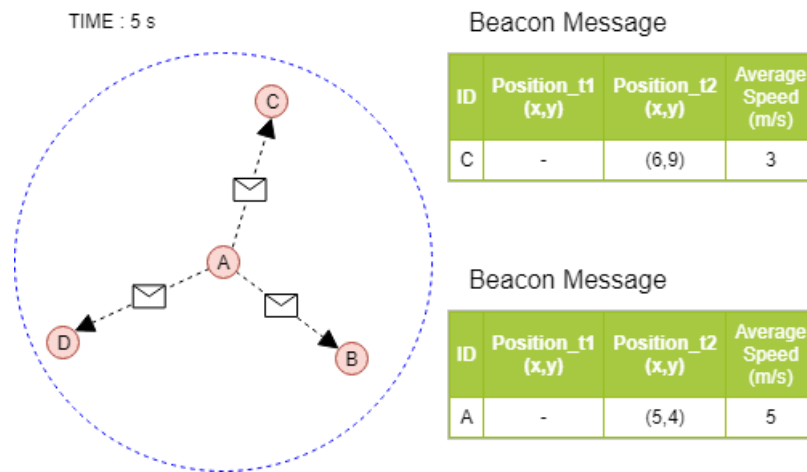 TIME : 5 s
C
A
D
B
Beacon Message
ID Position_t1 (x,y) Position_t2 (x,y) Average Speed (m/s)
C - (6,9) 3
Beacon Message
ID Position_t1 (x,y) Position_t2 (x,y) Average Speed (m/s)
A - (5,4) 5